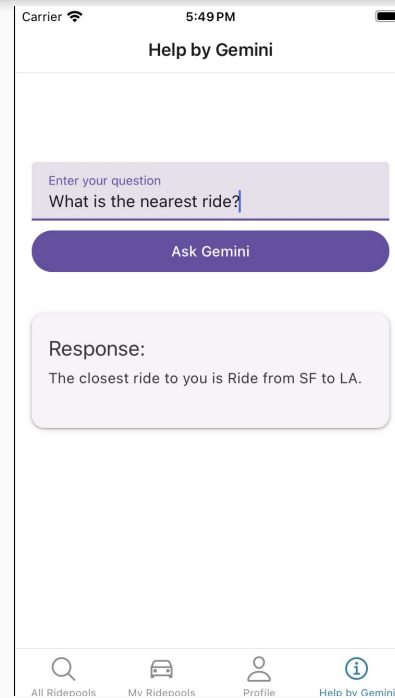 Carrier 5:49 PM
Help by Gemini
Enter your question
What is the nearest ride?
Ask Gemini
Response:
The closest ride to you is Ride from SF to LA.
All Ridepools My Ridepools Profile Help by Gemini